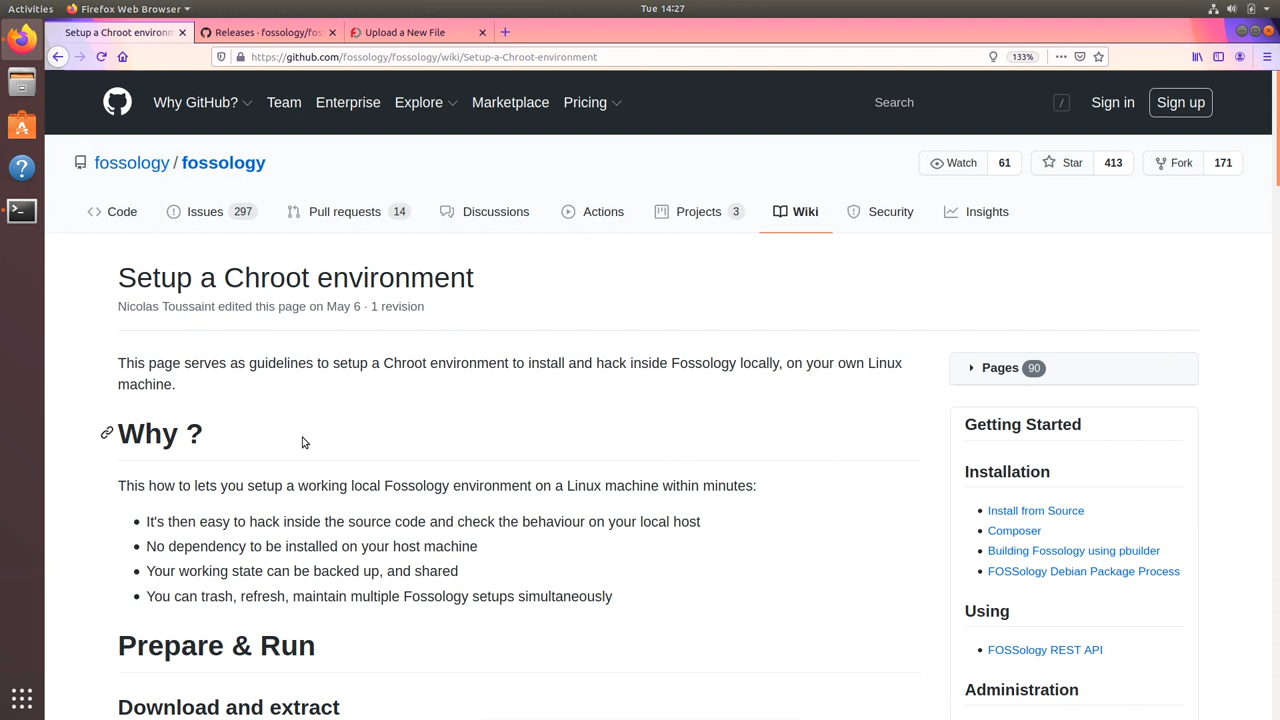 Activities Firefox Web Browser Tue 14:27
Setup a Chroot environm Releases · fossology/fos Upload a New File
https://github.com/fossology/fossology/wiki/Setup-a-Chroot-environment 133%
Why GitHub? Team Enterprise Explore Marketplace Pricing Search / Sign in Sign up
fossology / fossology Watch 61 Star 413 Fork 171
Code Issues 297 Pull requests 14 Discussions Actions Projects 3 Wiki Security Insights
Setup a Chroot environment
Nicolas Toussaint edited this page on May 6 · 1 revision
This page serves as guidelines to setup a Chroot environment to install and hack inside Fossology locally, on your own Linux
machine.
Why ?
This how to lets you setup a working local Fossology environment on a Linux machine within minutes:
It's then easy to hack inside the source code and check the behaviour on your local host
No dependency to be installed on your host machine
Your working state can be backed up, and shared
You can trash, refresh, maintain multiple Fossology setups simultaneously
Prepare & Run
Download and extract
Pages 90
Getting Started
Installation
Install from Source
Composer
Building Fossology using pbuilder
FOSSology Debian Package Process
Using
FOSSology REST API
Administration